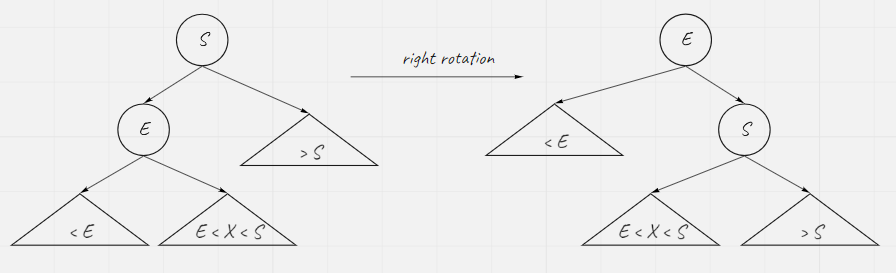 S
E
right rotation
E
S
> S
< E
< E
E < X < S
E < X < S
> S